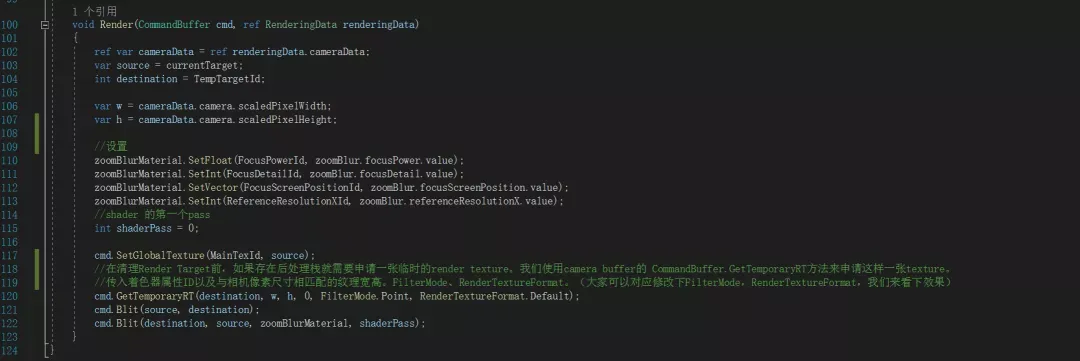 1 个引用
100 void Render(CommandBuffer cmd, ref RenderingData renderingData)
101 {
102 ref var cameraData = ref renderingData.cameraData;
103 var source = currentTarget;
104 int destination = TempTargetId;
105
106 var w = cameraData.camera.scaledPixelWidth;
107 var h = cameraData.camera.scaledPixelHeight;
108
109 //设置
110 zoomBlurMaterial.SetFloat(FocusPowerId, zoomBlur.focusPower.value);
111 zoomBlurMaterial.SetInt(FocusDetailId, zoomBlur.focusDetail.value);
112 zoomBlurMaterial.SetVector(FocusScreenPositionId, zoomBlur.focusScreenPosition.value);
113 zoomBlurMaterial.SetInt(ReferenceResolutionXId, zoomBlur.referenceResolutionX.value);
114 //shader 的第一个pass
115 int shaderPass = 0;
116
117 cmd.SetGlobalTexture(MainTexId, source);
118 //在清理Render Target前，如果存在后处理栈就需要申请一张临时的render texture。我们使用camera buffer的 CommandBuffer.GetTemporaryRT方法来申请这样一张texture。
119 //传入着色器属性ID以及与相机像素尺寸相匹配的纹理宽高。FilterMode、RenderTextureFormat。（大家可以对应修改下FilterMode，RenderTextureFormat，我们来看下效果）
120 cmd.GetTemporaryRT(destination, w, h, 0, FilterMode.Point, RenderTextureFormat.Default);
121 cmd.Blit(source, destination);
122 cmd.Blit(destination, source, zoomBlurMaterial, shaderPass);
123 }
124 }